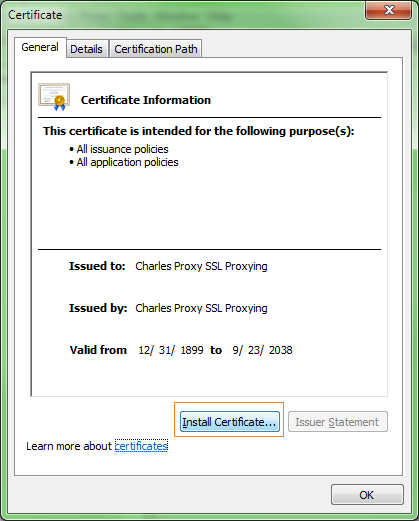 Certificate
General Details Certification Path
Certificate Information
This certificate is intended for the following purpose(s):
• All issuance policies
• All application policies
Issued to: Charles Proxy SSL Proxying
Issued by: Charles Proxy SSL Proxying
Valid from 12/ 31/ 1899 to 9/ 23/ 2038
Install Certificate... Issuer Statement
Learn more about certificates
OK